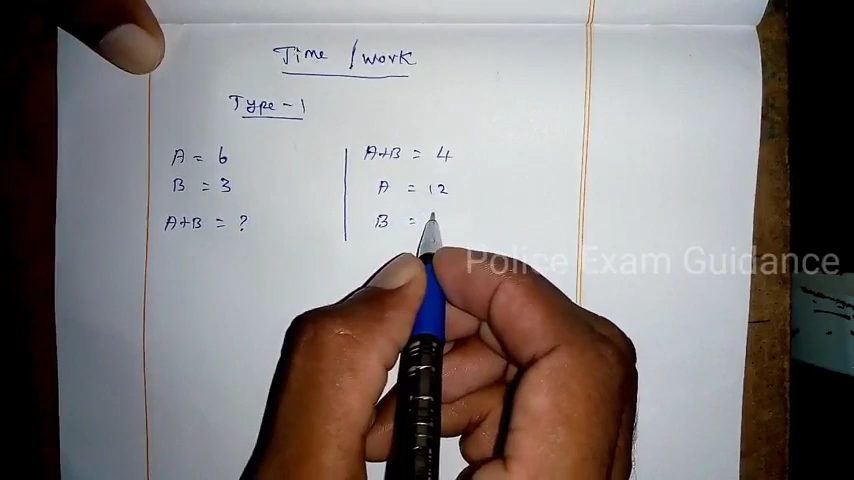 Time / Work
Type - 1
A = 6
B = 3
A+B = ?
A+B = 4
A = 12
B =
Police Exam Guidance